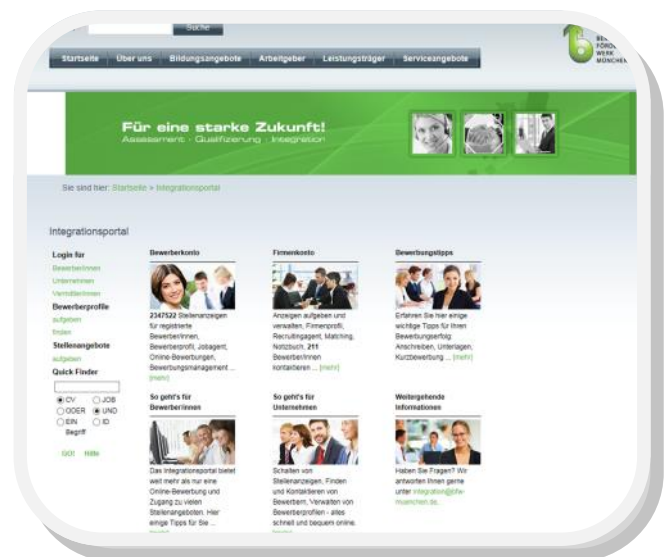 Suche
Startseite Über uns Bildungsangebote Arbeitgeber Leistungsträger Serviceangebote
WERK
MÜNCHEN
Für eine starke Zukunft!
Assessment - Qualifizierung - Integration
Sie sind hier: Startseite > Integrationsportal
Integrationsportal
Login für
Bewerber/innen
Unternehmen
Vermittler/innen
Bewerberprofile
aufgeben
finden
Stellenangebote
aufgeben
Quick Finder
CV JOB
ODER UND
EIN ID
Begriff
GO! Hilfe
Bewerberkonto
2347522 Stellenanzeigen
für registrierte
Bewerber/innen,
Bewerberprofil, Jobagent,
Online-Bewerbungen,
Bewerbungsmanagement ...
[mehr]
Firmenkonto
Anzeigen aufgeben und
verwalten, Firmenprofil,
Recruitingagent, Matching,
Notizbuch, 211
Bewerber/innen
kontaktieren ... [mehr]
Bewerbungstipps
Erfahren Sie hier einige
wichtige Tipps für Ihren
Bewerbungserfolg:
Anschreiben, Unterlagen,
Kurzbewerbung ... [mehr]
So geht's für
Bewerber/innen
Das Integrationsportal bietet
weit mehr als nur eine
Online-Bewerbung und
Zugang zu vielen
Stellenangeboten. Hier
einige Tipps für Sie ...
So geht's für
Unternehmen
Schalten von
Stellenanzeigen, Finden
und Kontaktieren von
Bewerbern, Verwalten von
Bewerberprofilen - alles
schnell und bequem online.
Weitergehende
Informationen
Haben Sie Fragen? Wir
antworten Ihnen gerne
unter integration@bfw-
muenchen.de.